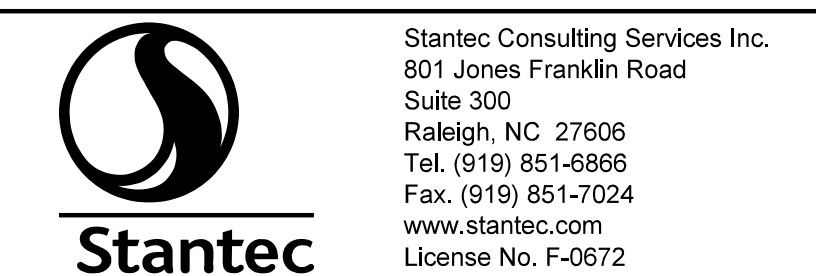 Stantec
Stantec Consulting Services Inc.
801 Jones Franklin Road
Suite 300
Raleigh, NC  27606
Tel. (919) 851-6866
Fax. (919) 851-7024
www.stantec.com
License No. F-0672